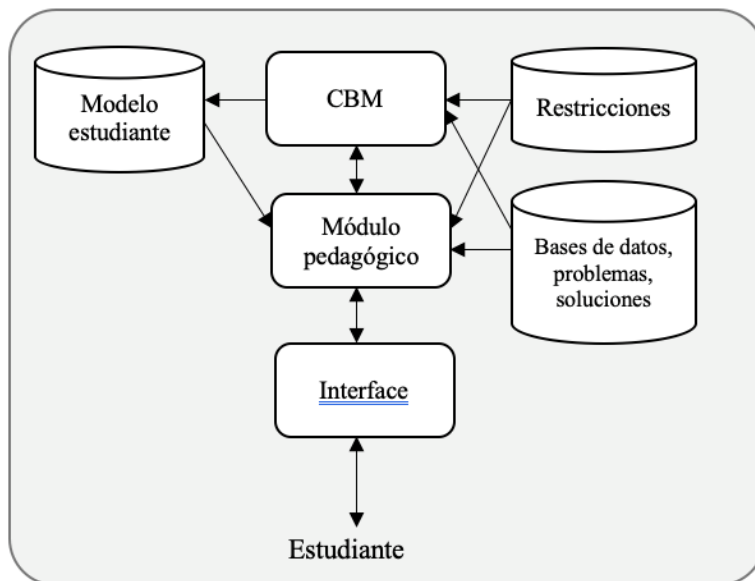 Modelo
estudiante
CBM
Restricciones
Módulo
pedagógico
Bases de datos,
problemas,
soluciones
Interface
Estudiante